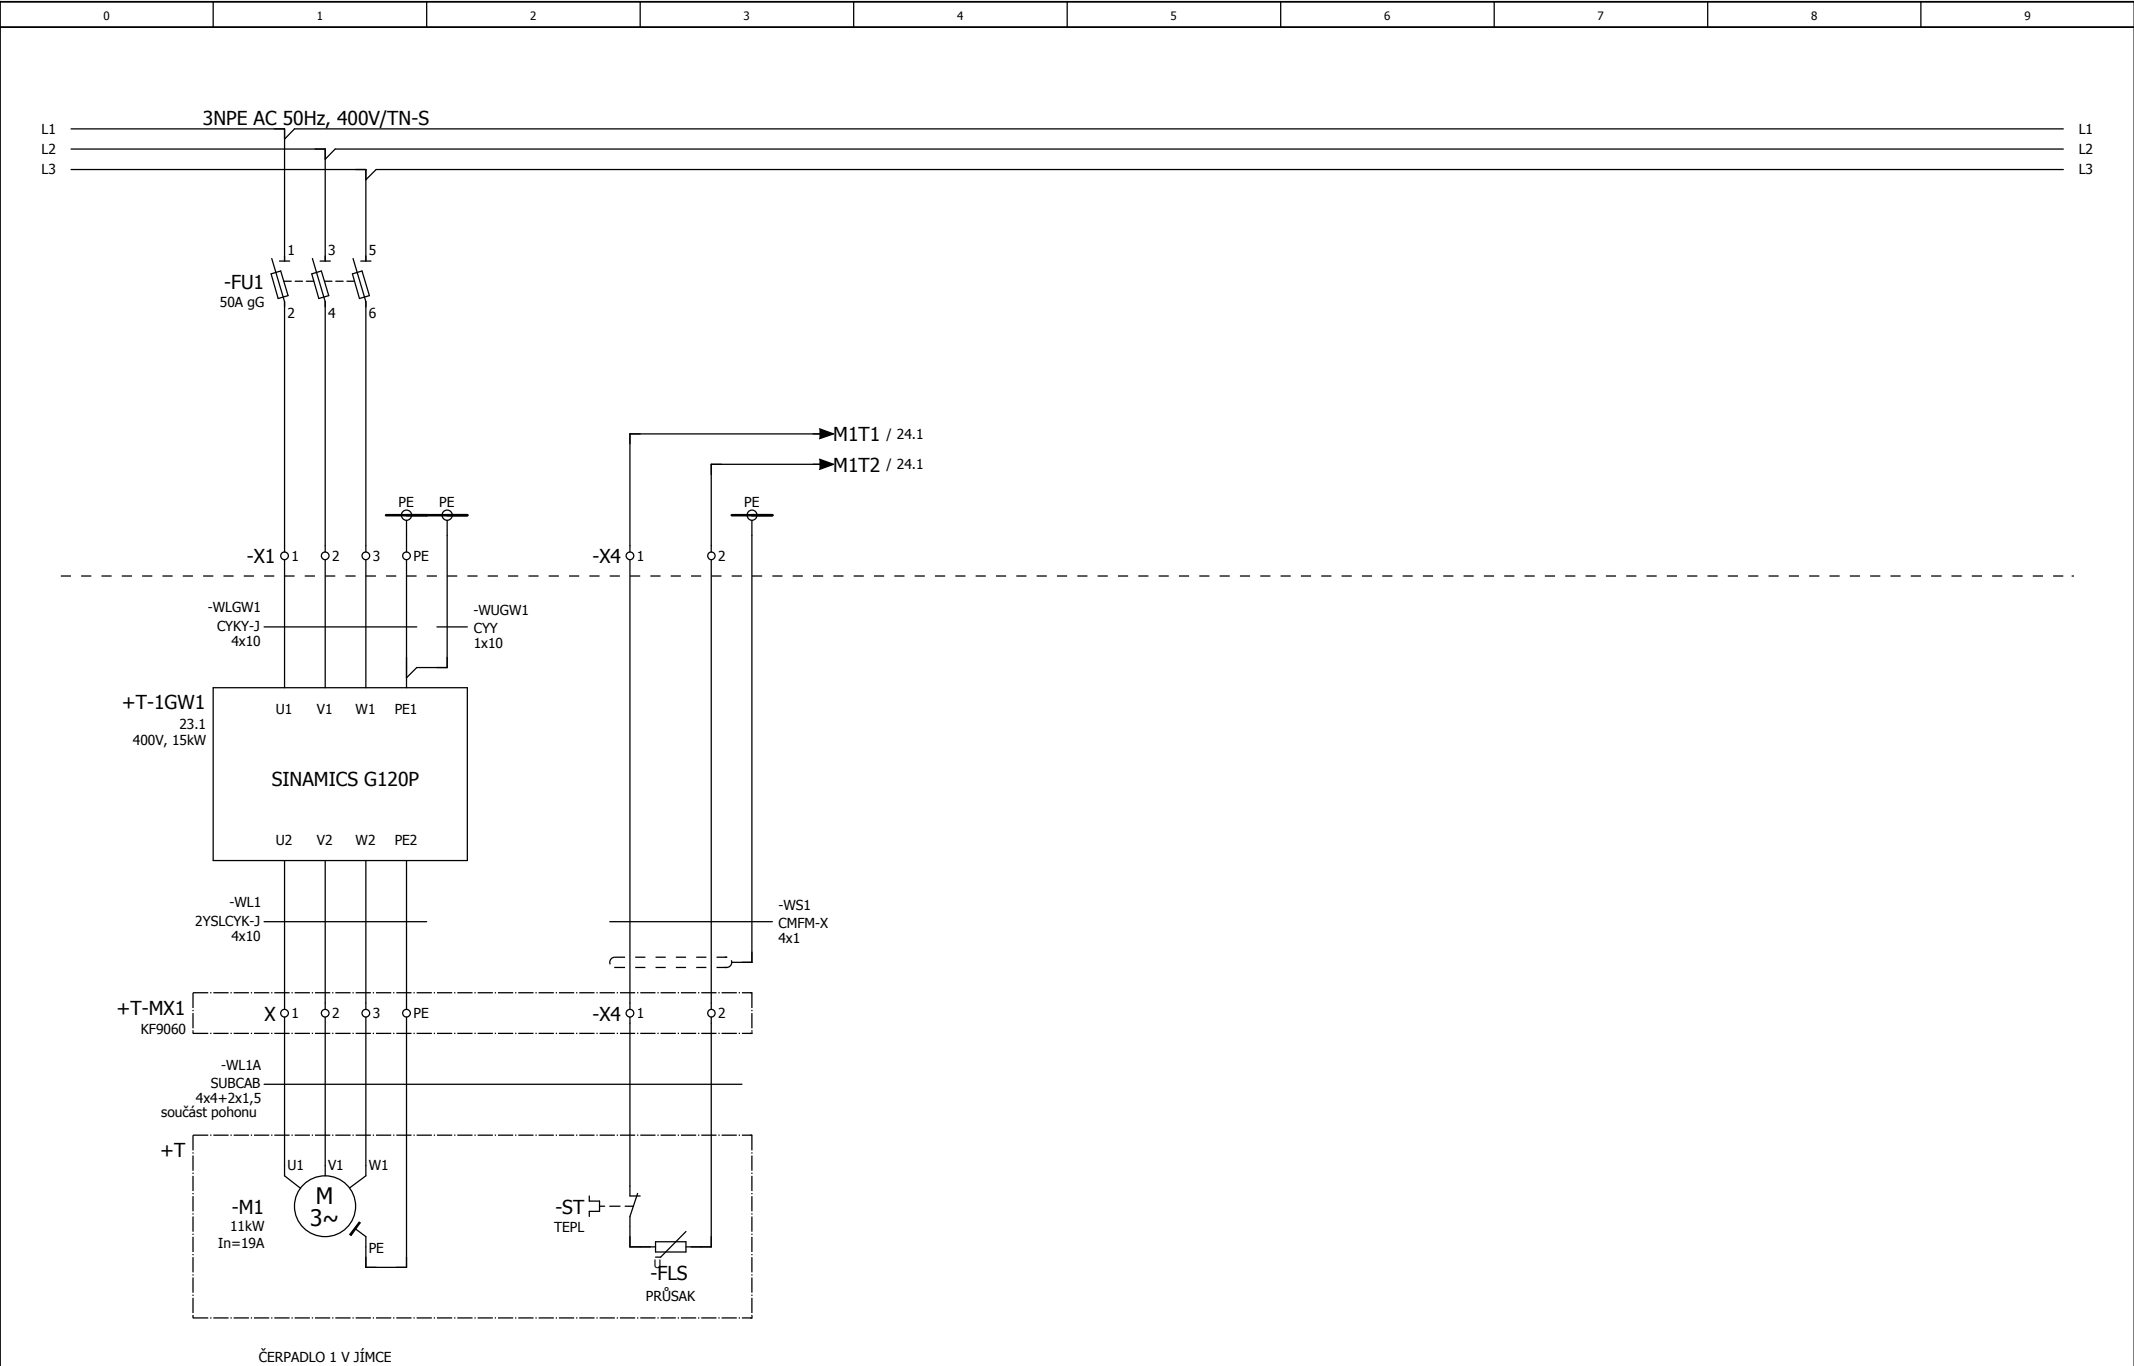 0 1 2 3 4 5 6 7 8 9
3NPE AC 50Hz, 400V/TN-S
L1 L1
L2 L2
L3 L3
1 3 5
-FU1
50A gG
2 4 6
M1T1 / 24.1
M1T2 / 24.1
PE PE PE
-X1 1 2 3 PE -X4 1 2
-WLGW1
CYKY-J
4x10
-WUGW1
CYY
1x10
+T-1GW1
23.1
400V, 15kW
U1 V1 W1 PE1
SINAMICS G120P
U2 V2 W2 PE2
-WL1
2YSLCYK-J
4x10
-WS1
CMFM-X
4x1
+T-MX1
KF9060
X 1 2 3 PE -X4 1 2
-WL1A
SUBCAB
4x4+2x1,5
součást pohonu
+T
U1 V1 W1
M
3~
-M1
11kW
In=19A
PE
-ST
TEPL
U
-FLS
PRŮSAK
ČERPADLO 1 V JÍMCE